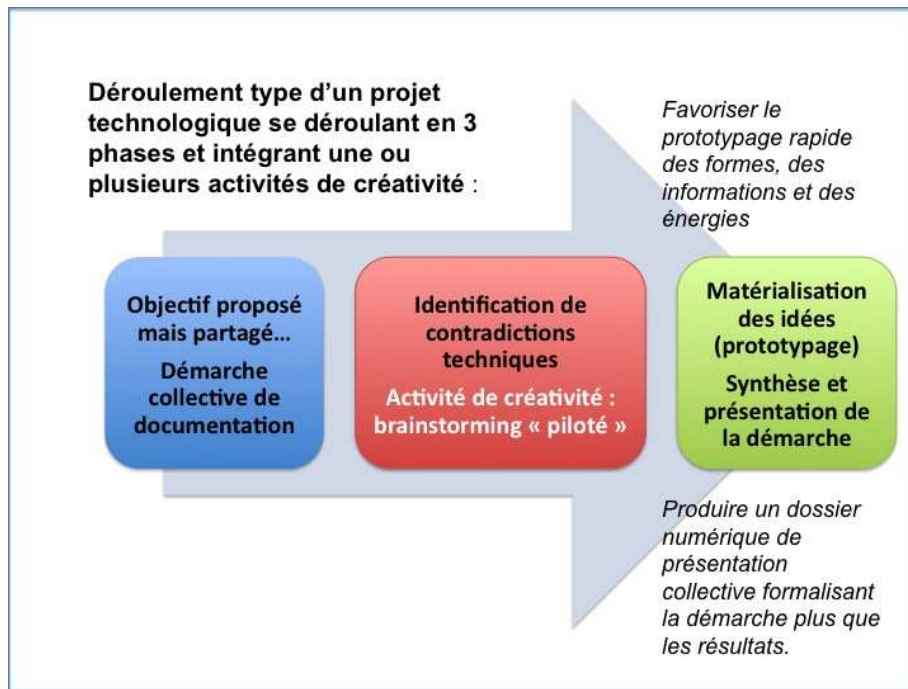 Déroulement type d’un projet
technologique se déroulant en 3
phases et intégrant une ou
plusieurs activités de créativité :
Favoriser le
prototypage rapide
des formes, des
informations et des
énergies
Objectif proposé
mais partagé…
Démarche
collective de
documentation
Identification de
contradictions
techniques
Activité de créativité :
brainstorming « piloté »
Matérialisation
des idées
(prototypage)
Synthèse et
présentation de
la démarche
Produire un dossier
numérique de
présentation
collective formalisant
la démarche plus que
les résultats.